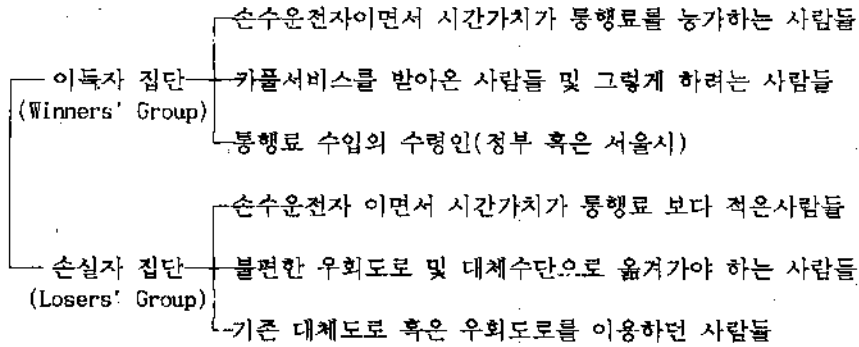 손수운전자이면서 시간가치가 통행료를 능가하는 사람들
이득자 집단
카풀서비스를 받아온 사람들 및 그렇게 하려는 사람들
(Winners' Group)
통행료 수입의 수령인(정부 혹은 서울시)
손수운전자 이면서 시간가치가 통행료 보다 적은사람들
손실자 집단
불편한 우회도로 및 대체수단으로 옮겨가야 하는 사람들
(Losers' Group)
기존 대체도로 혹은 우회도로를 이용하던 사람들